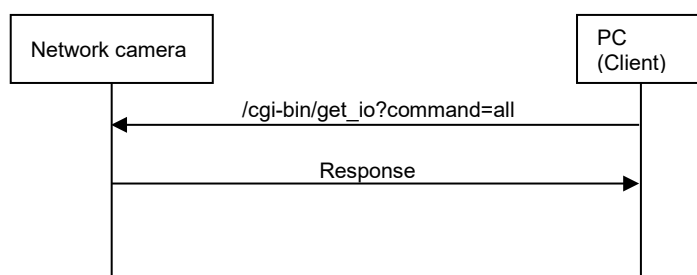 Network camera
PC
(Client)
/cgi-bin/get_io?command=all
Response